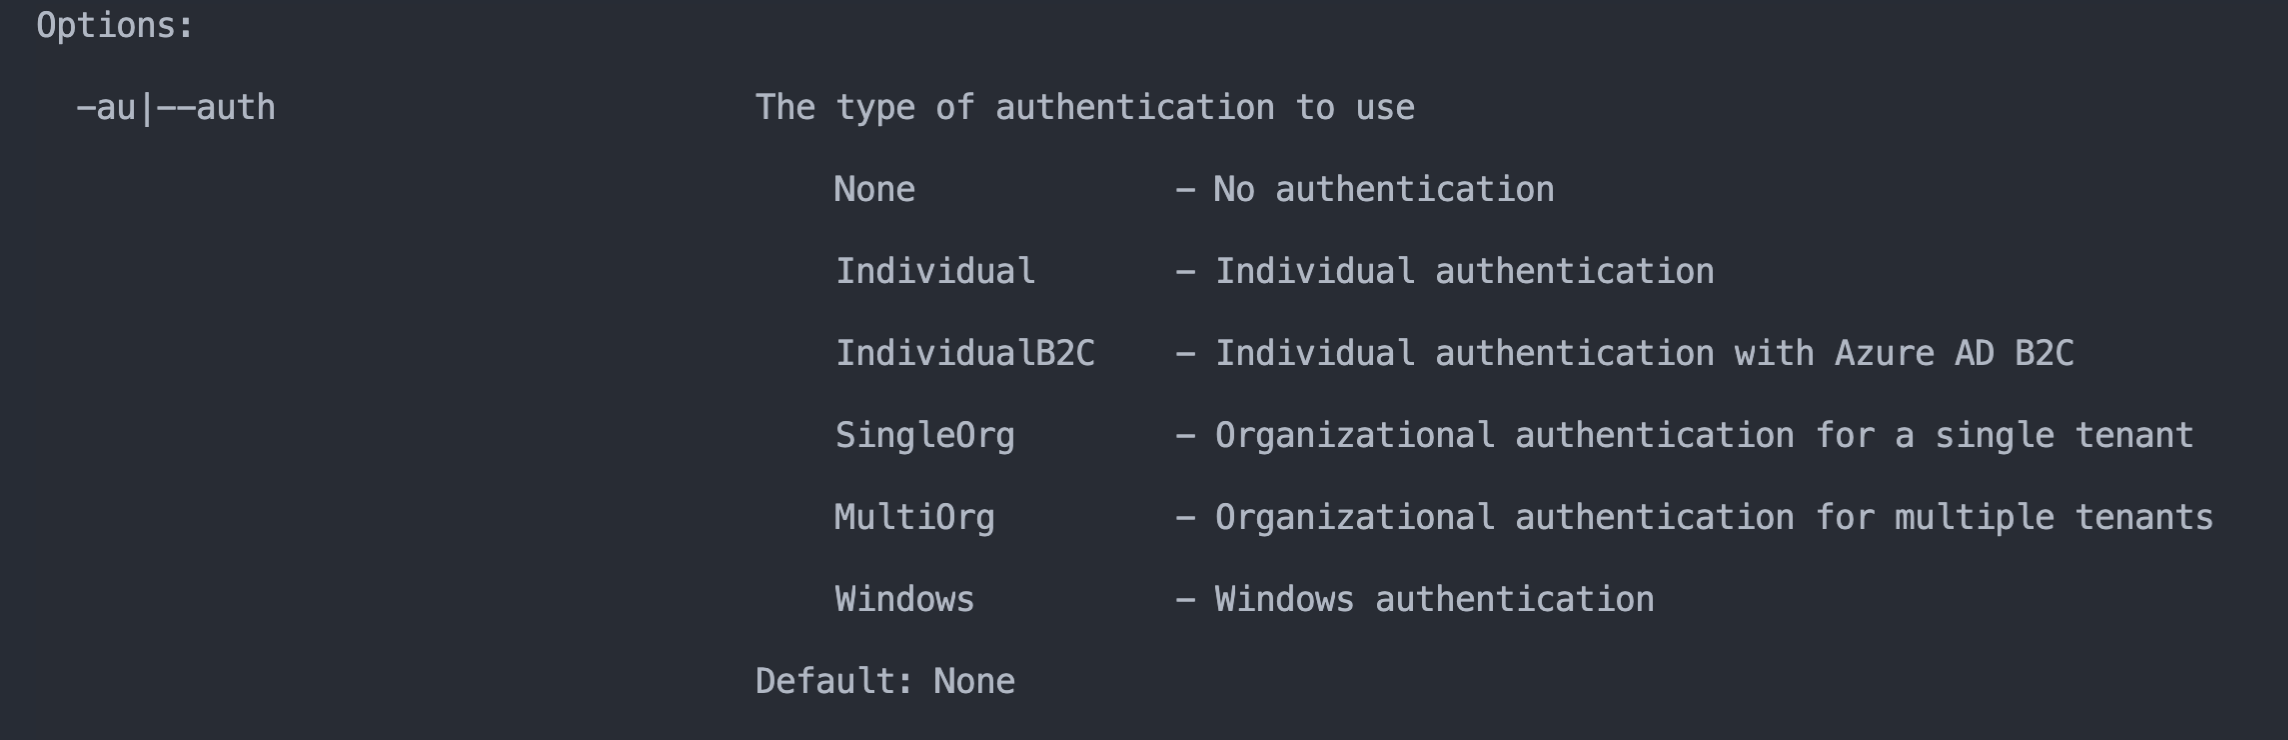 Options:
-au|--auth The type of authentication to use
None - No authentication
Individual - Individual authentication
IndividualB2C - Individual authentication with Azure AD B2C
SingleOrg - Organizational authentication for a single tenant
MultiOrg - Organizational authentication for multiple tenants
Windows - Windows authentication
Default: None